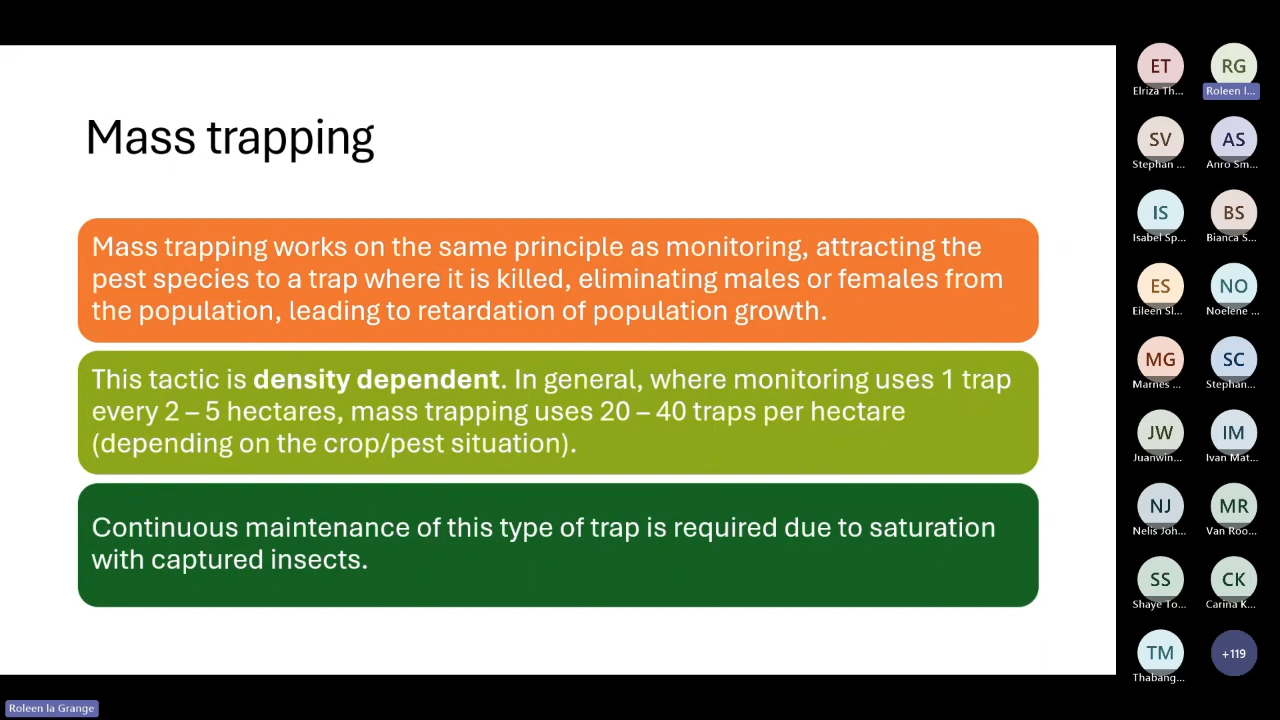 Mass trapping
Mass trapping works on the same principle as monitoring, attracting the
pest species to a trap where it is killed, eliminating males or females from
the population, leading to retardation of population growth.
This tactic is density dependent. In general, where monitoring uses 1 trap
every 2 – 5 hectares, mass trapping uses 20 – 40 traps per hectare
(depending on the crop/pest situation).
Continuous maintenance of this type of trap is required due to saturation
with captured insects.
ET
Elriza Th...
RG
Roleen l...
SV
Stephan ...
AS
Anro Sm...
IS
Isabel Sp...
BS
Bianca S...
ES
Eileen Sl...
NO
Noelene ...
MG
Marnes ...
SC
Stephan...
JW
Juanwin...
IM
Ivan Mat...
NJ
Nelis Joh...
MR
Van Roo...
SS
Shaye To...
CK
Carina K...
TM
Thabang...
+119
Roleen la Grange